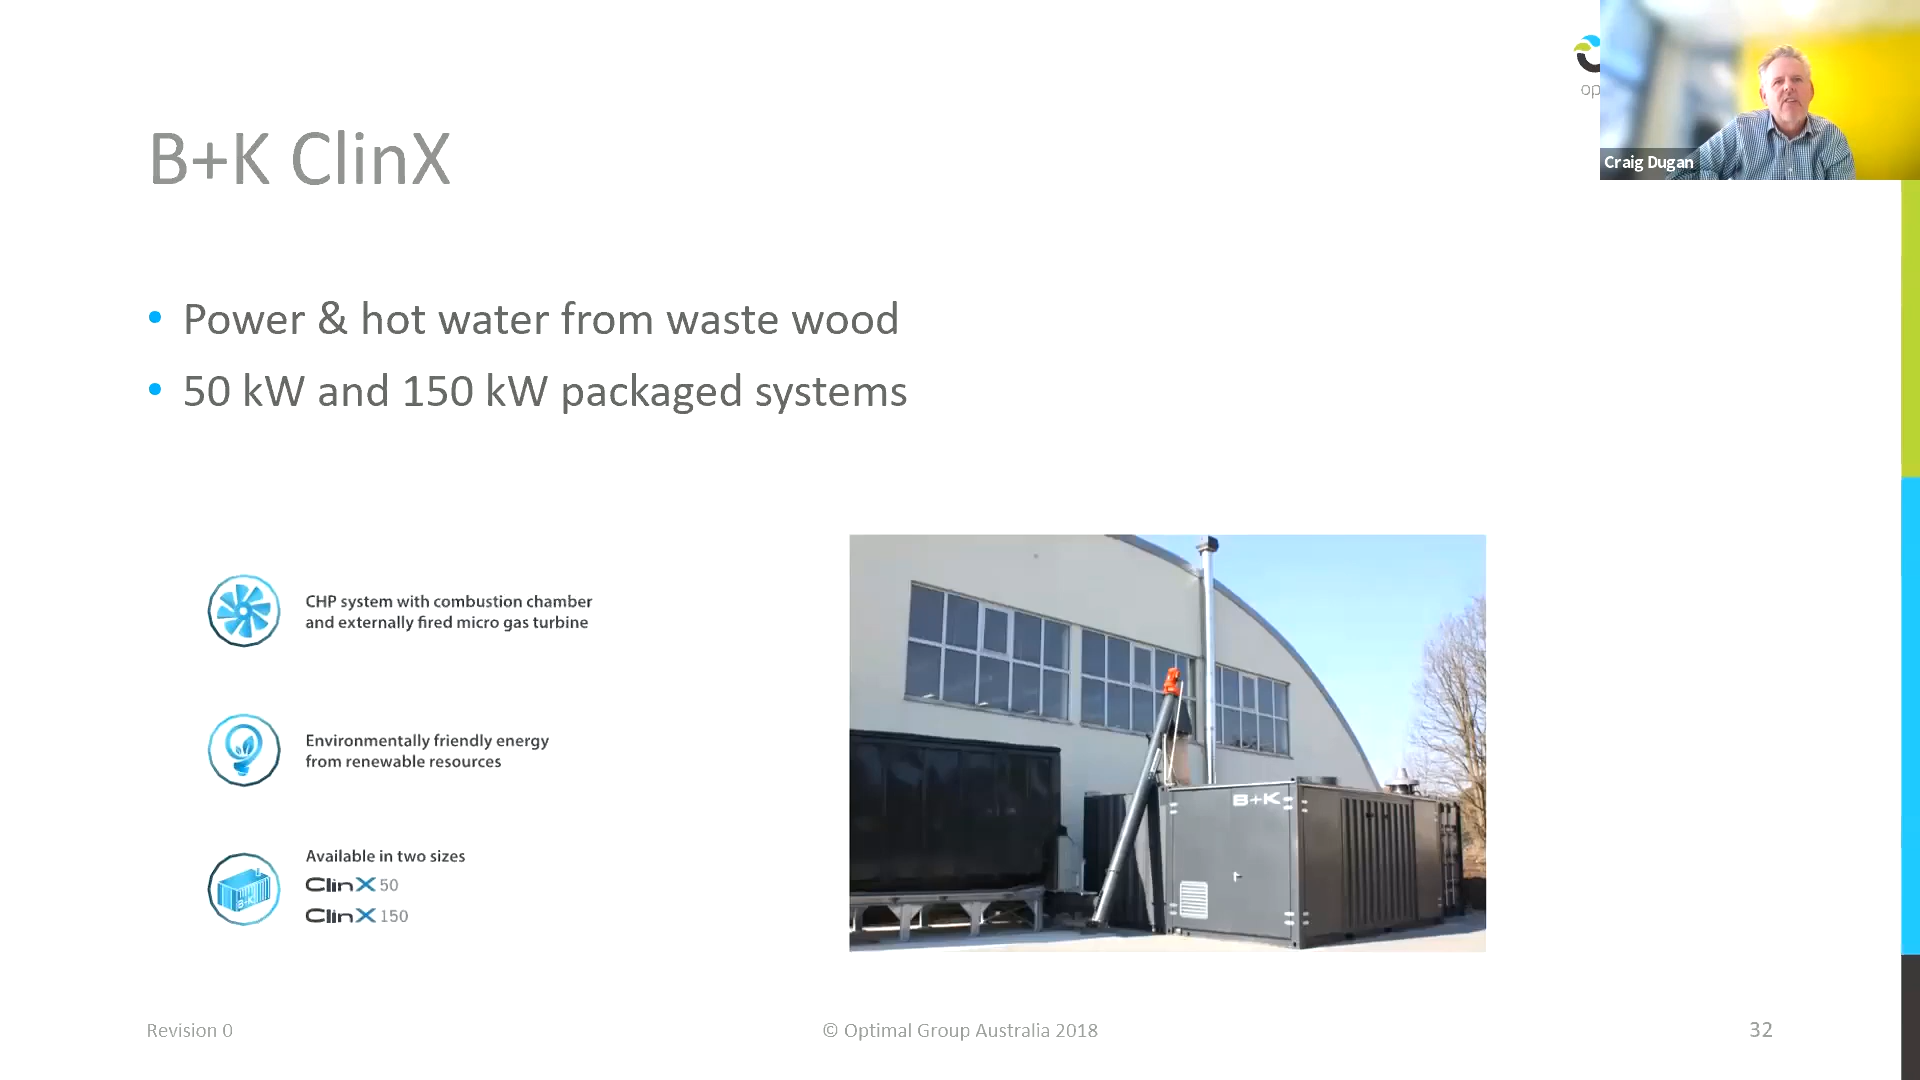 op
Craig Dugan
B+K ClinX
• Power & hot water from waste wood
• 50 kW and 150 kW packaged systems
CHP system with combustion chamber
and externally fired micro gas turbine
Environmentally friendly energy
from renewable resources
Available in two sizes
ClinX 50
ClinX 150
B+K
B+K
Revision 0
© Optimal Group Australia 2018
32